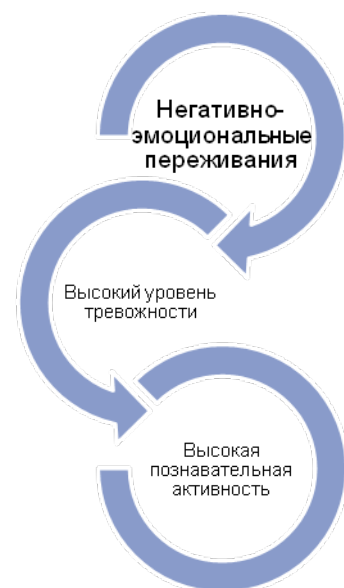 Негативно-
эмоциональные
переживания
Высокий уровень
тревожности
Высокая
познавательная
активность